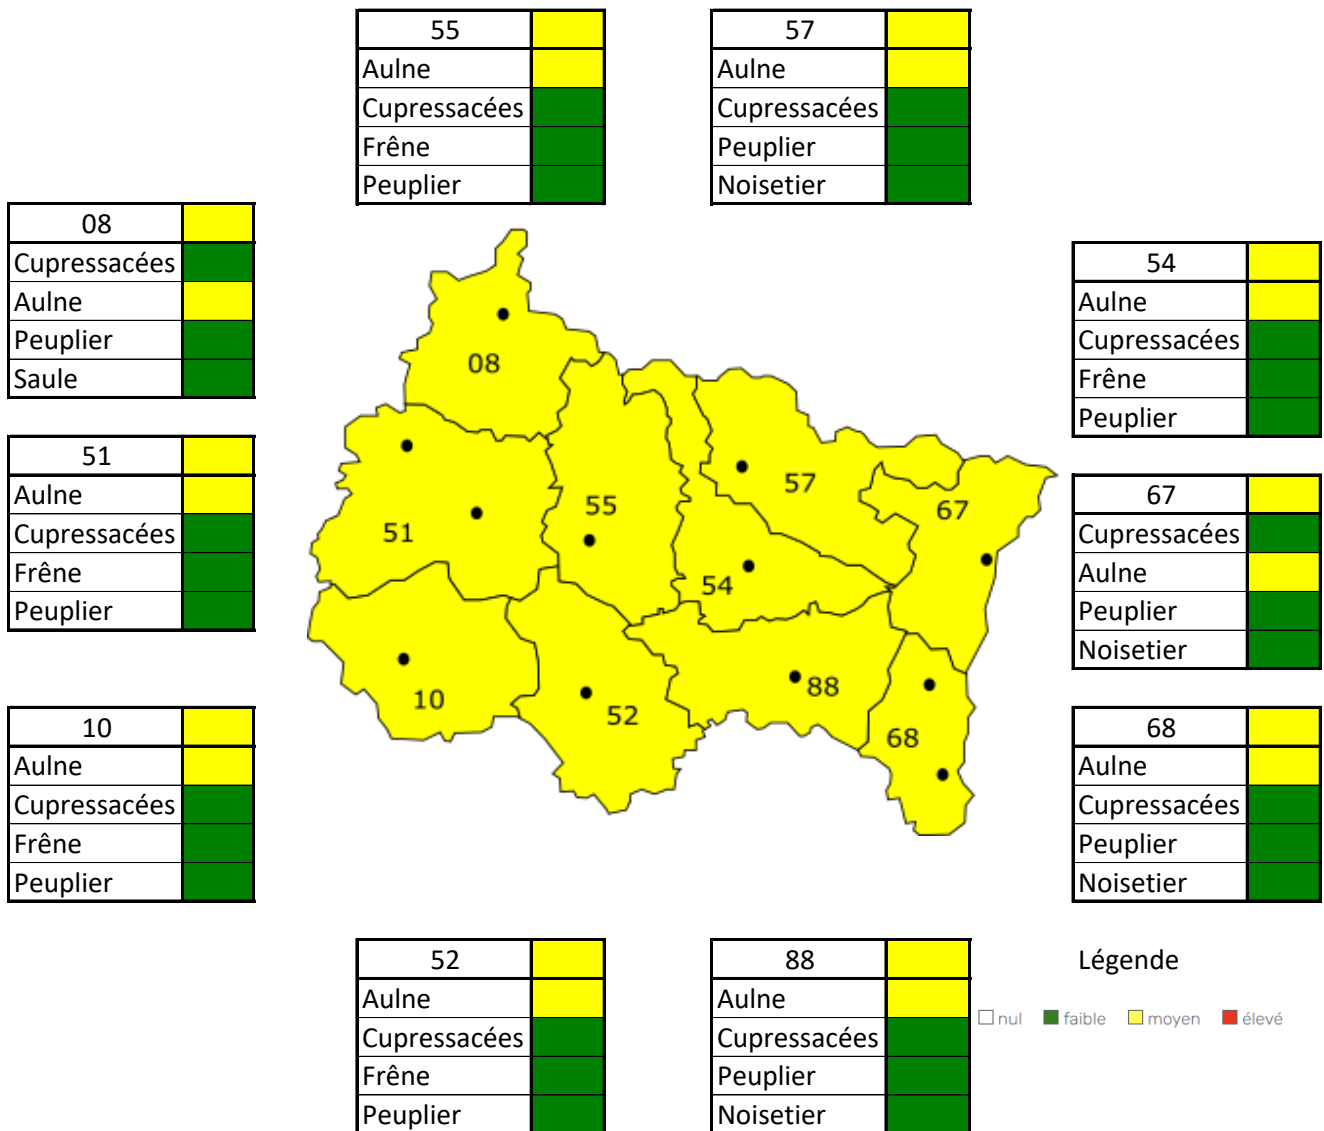 55
Aulne
Cupressacées
Frêne
Peuplier
57
Aulne
Cupressacées
Peuplier
Noisetier
08
Cupressacées
Aulne
Peuplier
Saule
51
Aulne
Cupressacées
Frêne
Peuplier
10
Aulne
Cupressacées
Frêne
Peuplier
08
57
55
67
51
54
88
10
52
68
54
Aulne
Cupressacées
Frêne
Peuplier
67
Cupressacées
Aulne
Peuplier
Noisetier
68
Aulne
Cupressacées
Peuplier
Noisetier
52
Aulne
Cupressacées
Frêne
Peuplier
88
Aulne
Cupressacées
Peuplier
Noisetier
Légende
nul faible moyen élevé